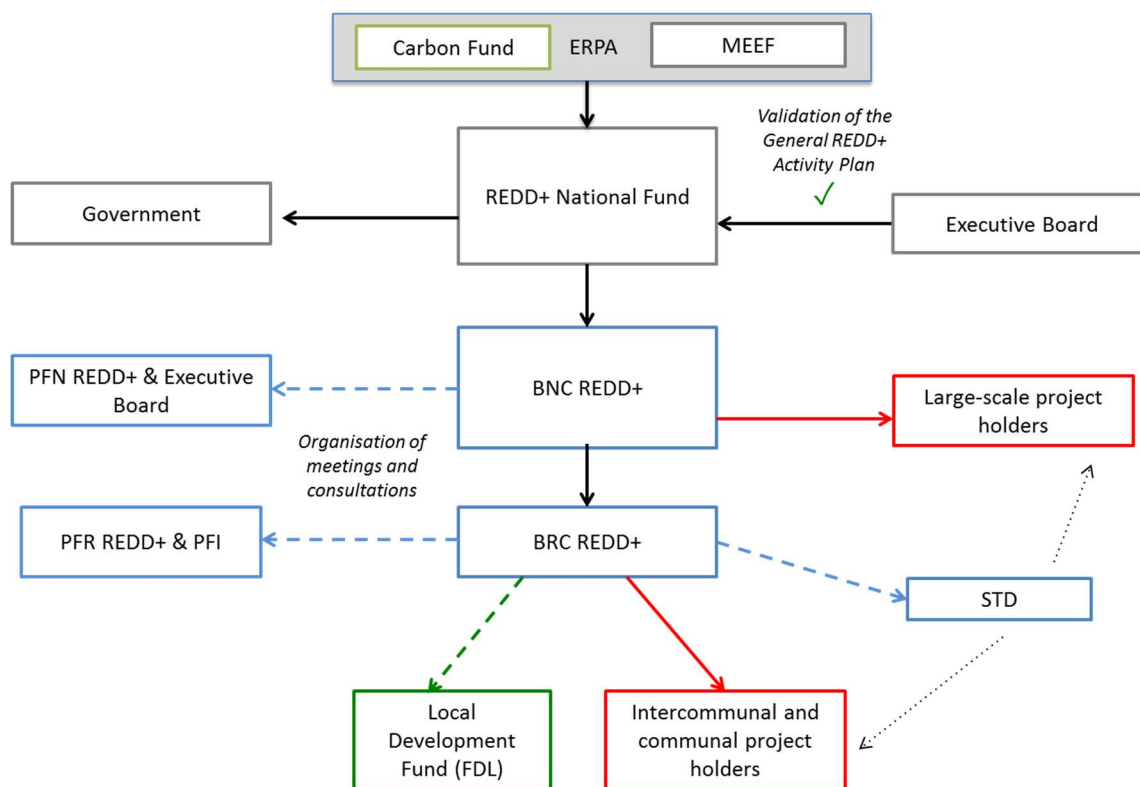 Carbon Fund ERPA MEEF
Validation of the
General REDD+
Activity Plan
✓
Government
REDD+ National Fund
Executive Board
PFN REDD+ & Executive
Board
BNC REDD+
Large-scale project
holders
Organisation of
meetings and
consultations
PFR REDD+ & PFI
BRC REDD+
STD
Local
Development
Fund (FDL)
Intercommunal and
communal project
holders